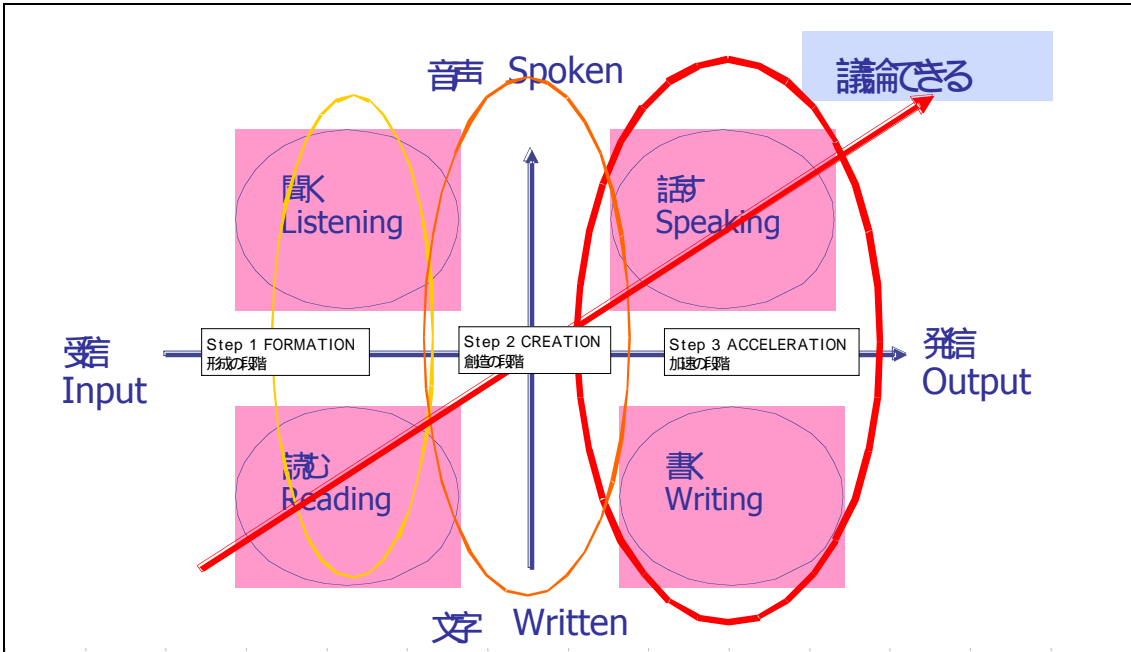 音声 Spoken
議論できる
聞く
Listening
話す
Speaking
受信
Input
Step 1 FORMATION
形成の段階
Step 2 CREATION
創造の段階
Step 3 ACCELERATION
加速の段階
発信
Output
読む
Reading
書く
Writing
文字 Written